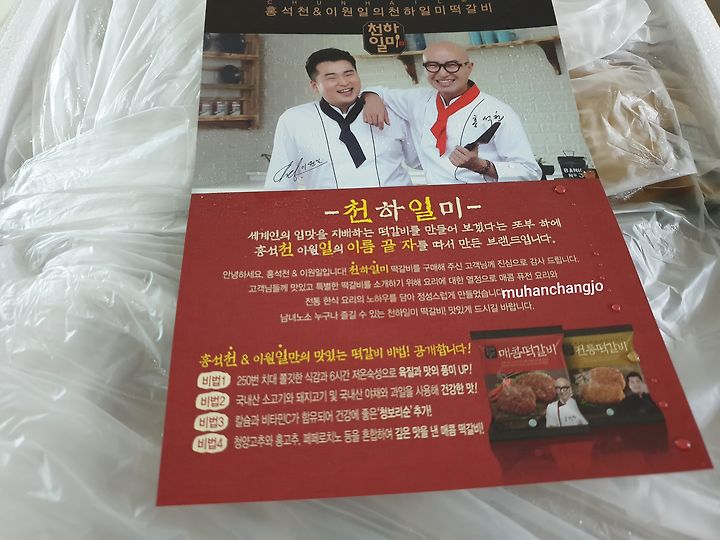 홍석천&이원일의천하일미떡갈비
천하
일미
이원일
홍석천
BANK
-천하일미-
세계인의 입맛을 지배하는 떡갈비를 만들어 보겠다는 포부 하에
홍석천 이원일의 이름 끝 자를 따서 만든 브랜드입니다.
안녕하세요, 홍석천 & 이원일입니다! 천하일미 떡갈비를 구매해 주신 고객님께 진심으로 감사 드립니다.
고객님들께 맛있고 특별한 떡갈비를 소개하기 위해 요리에 대한 열정으로 매콤 퓨전 요리와
전통 한식 요리의 노하우를 담아 정성스럽게 만들었습니다
muhanchangjo
남녀노소 누구나 즐길 수 있는 천하일미 떡갈비! 맛있게 드시길 바랍니다.
홍석천 & 이원일만의 맛있는 떡갈비 비법! 공개합니다!
비법1 250번 치대 쫄깃한 식감과 6시간 저온숙성으로 육질과 맛의 풍미 UP!
비법2 국내산 소고기와 돼지고기 및 국내산 야채와 과일을 사용해 건강한 맛!
비법3 칼슘과 비타민C가 함유되어 건강에 좋은 '청보리순' 추가!
비법4 청양고추와 홍고추, 페페로치노 등을 혼합하여 깊은 맛을 낸 매콤 떡갈비!
매콤떡갈비
전통떡갈비